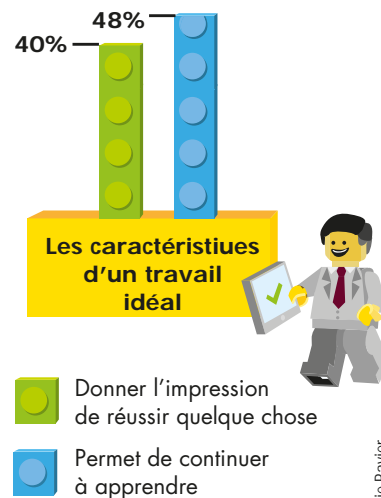 48%
40%
Les caractéristiues
d'un travail
idéal
Donner l'impression
de réussir quelque chose
Permet de continuer
à apprendre